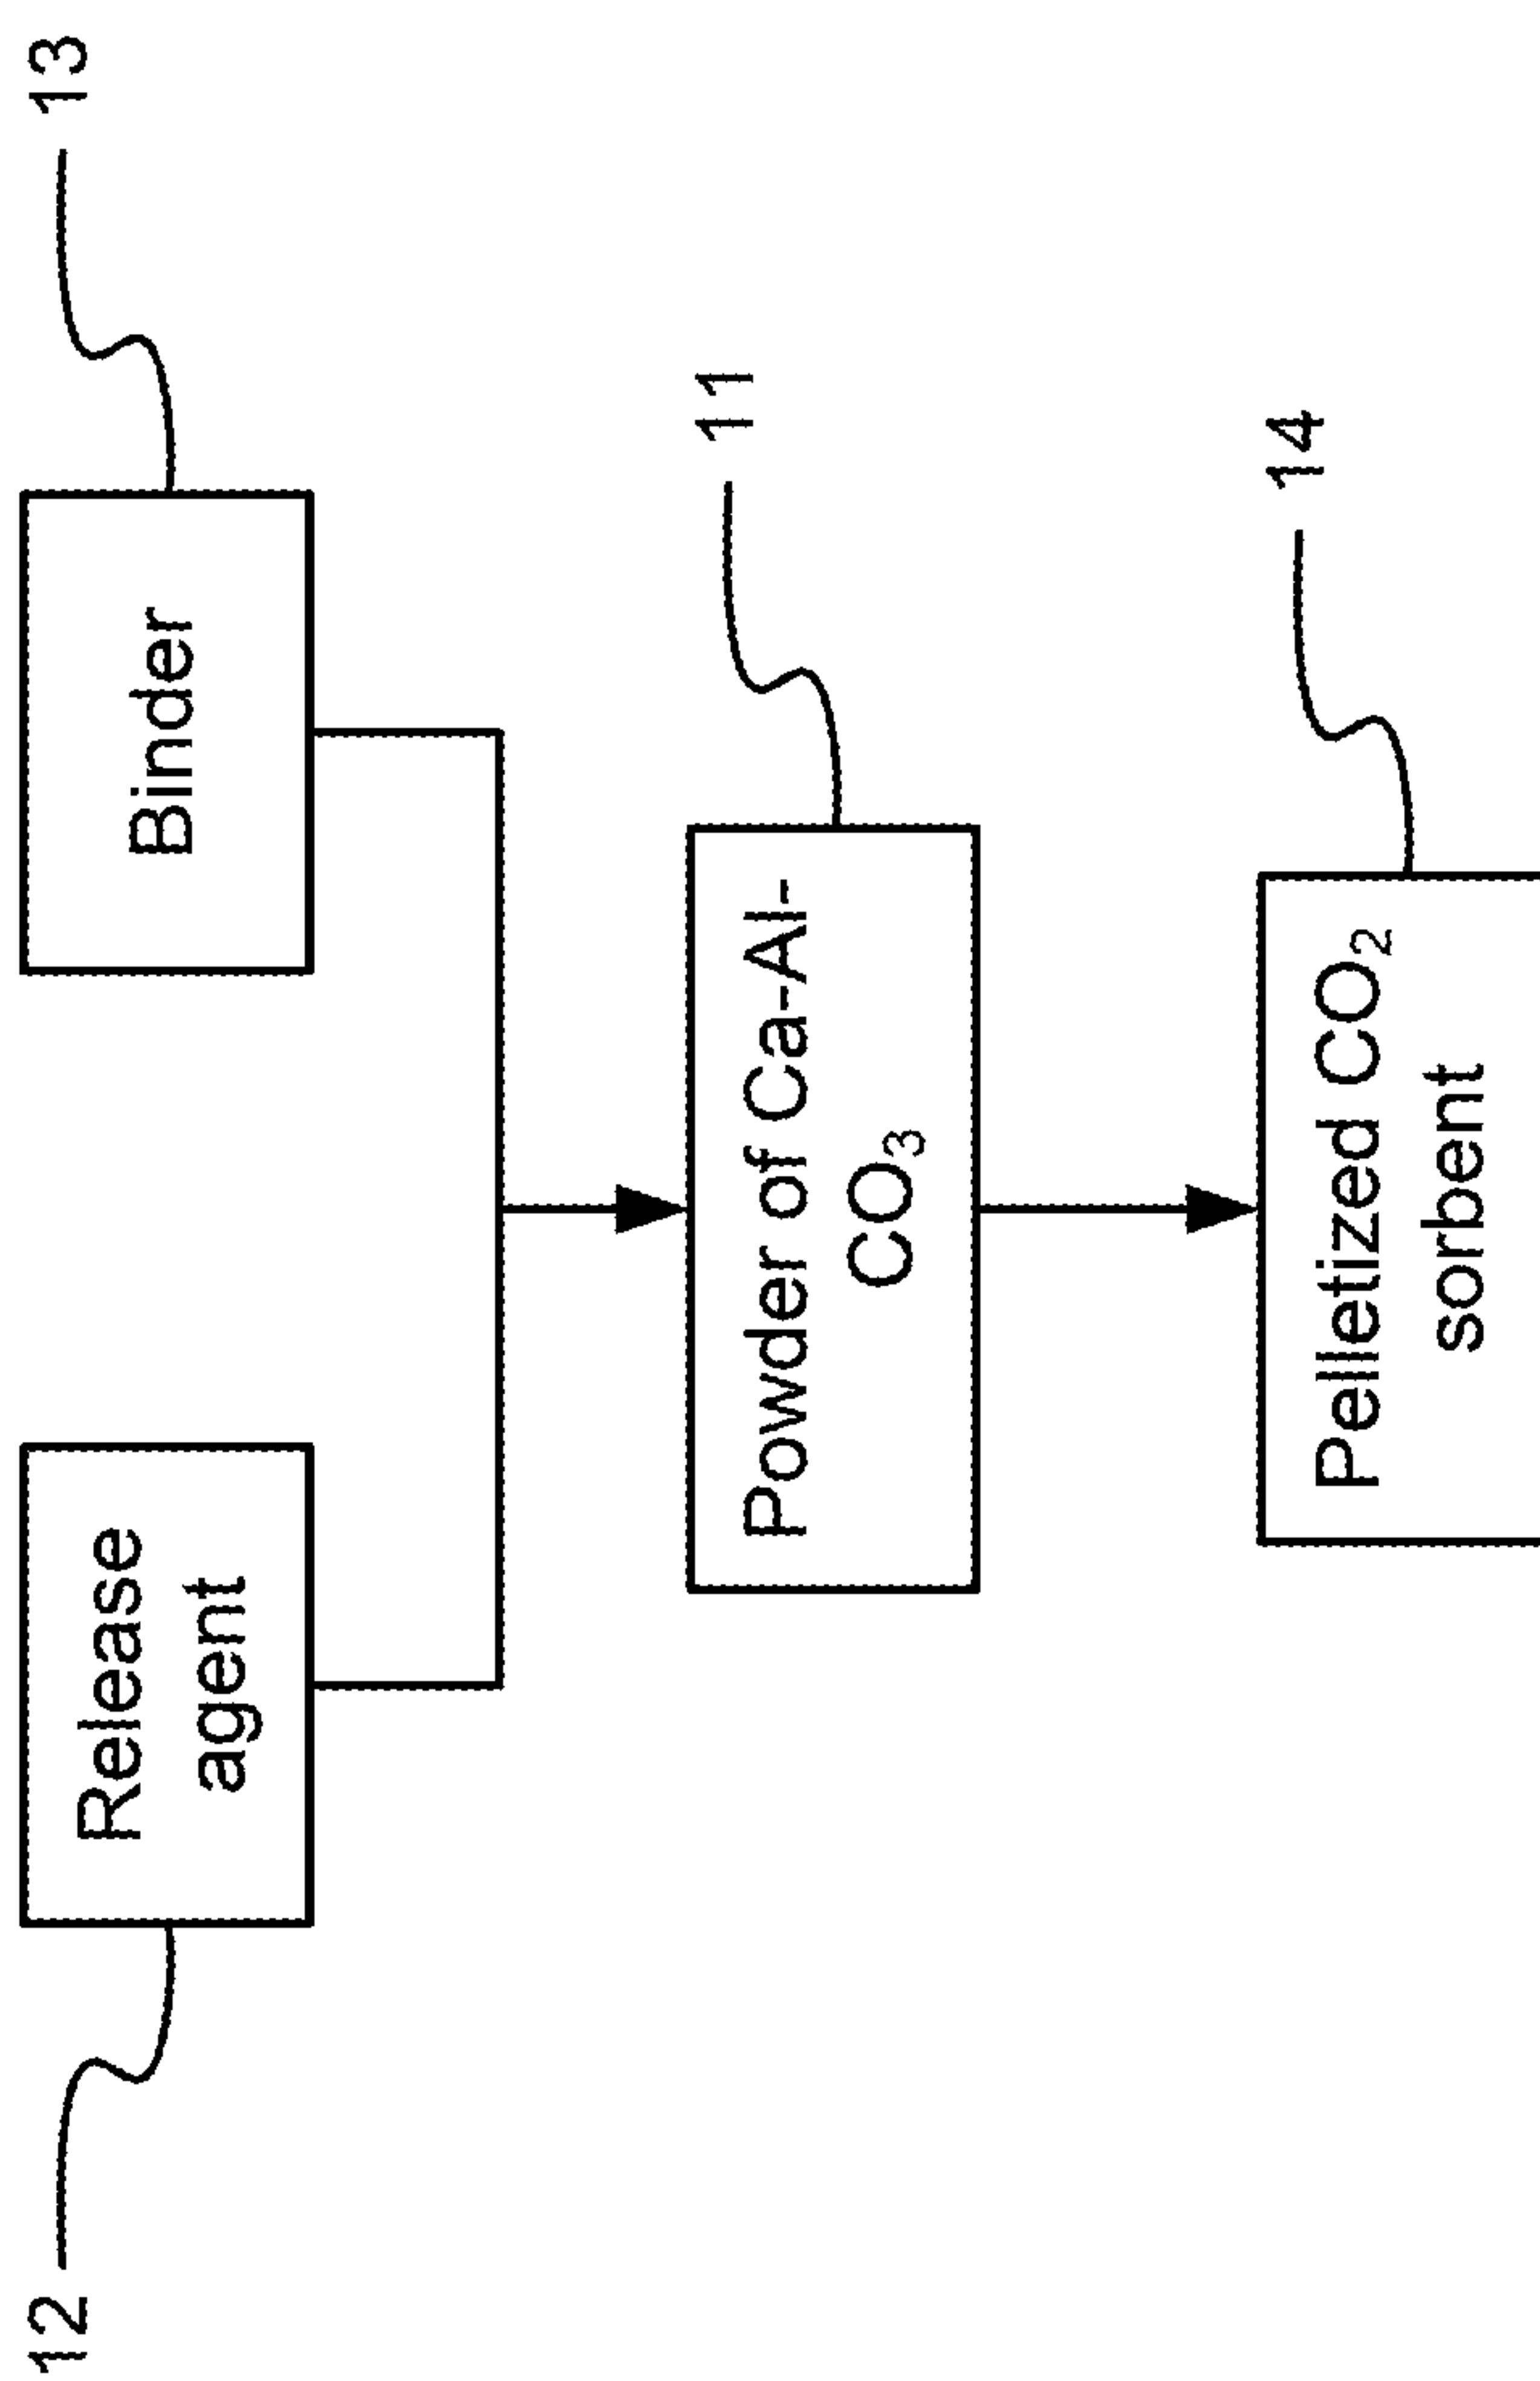 12
Release
agent
Binder
13
Powder of Ca-Al-
CO₃
11
Pelletized CO₂
sorbent
14